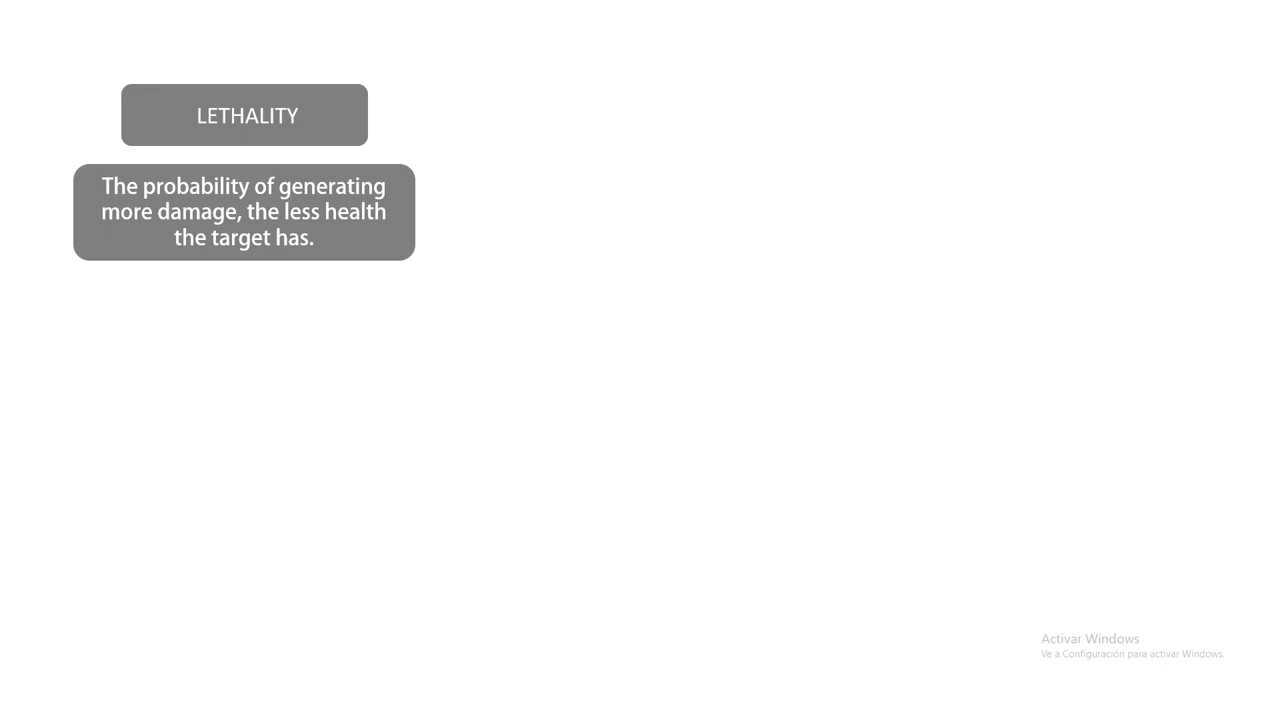 LETHALITY
The probability of generating
more damage, the less health
the target has.
Activar Windows
Ve a Configuración para activar Windows.